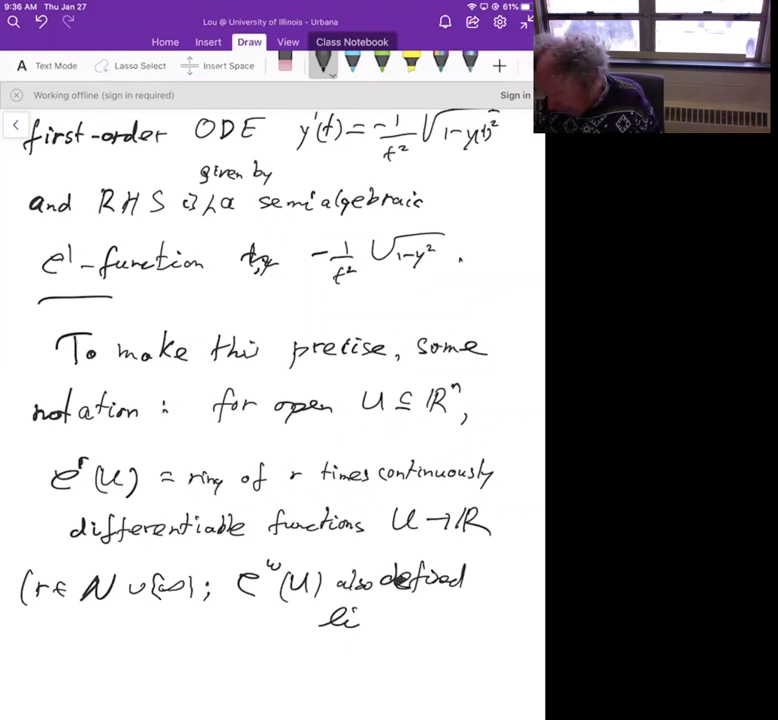 9:36 AM Thu Jan 27
61%
Lou @ University of Illinois - Urbana
Home Insert Draw View Class Notebook
A Text Mode Lasso Select Insert Space
Working offline (sign in required) Sign in
first-order ODE y'(t) = -1/t² √1-y(t)²
given by
and RHS is a semialgebraic
C¹-function -1/t² √1-y² .
To make this precise, some
notation : for open U ⊆ ℝⁿ,
Cʳ(U) = ring of r times continuously
differentiable functions U → ℝ
(r ∈ ℕ ∪ {∞}; C^ω(U) also defined
li